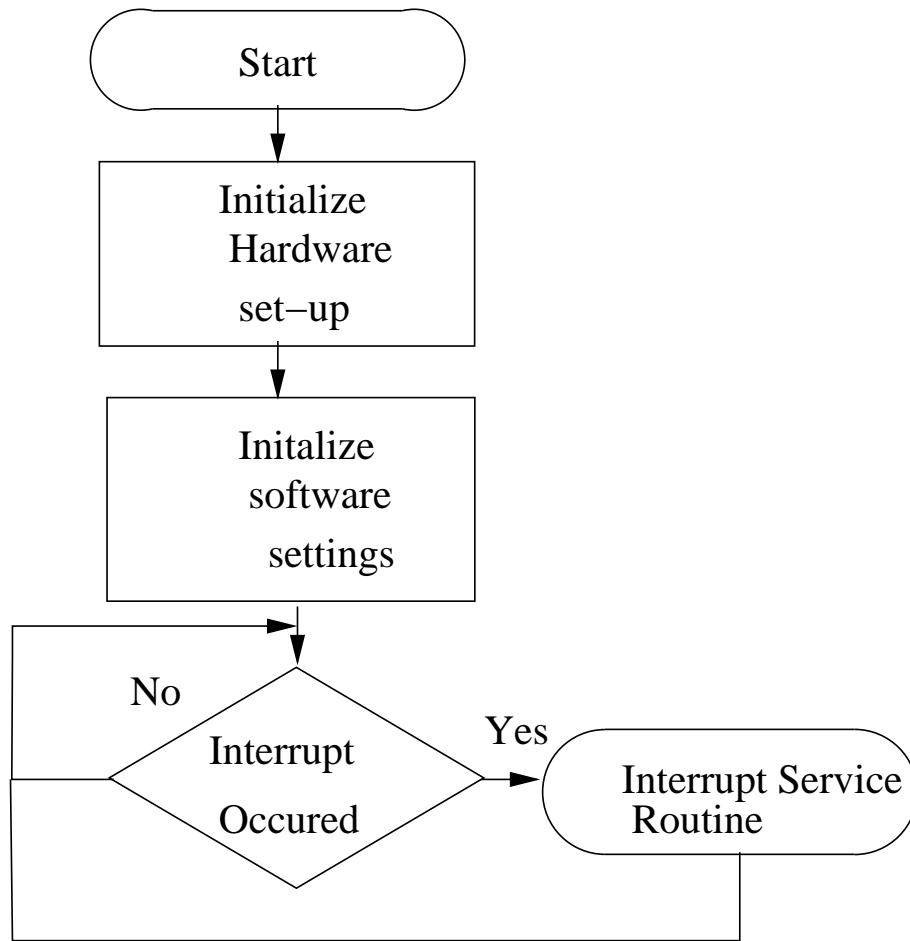 Start
Initialize
Hardware
set−up
Initalize
software
settings
No
Yes
Interrupt
Occured
Interrupt Service
Routine